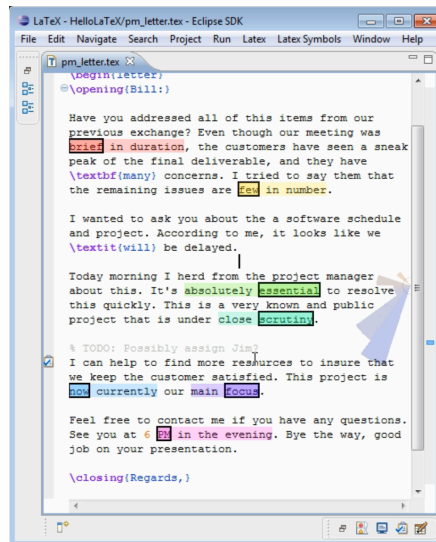 LaTeX - HelloLaTeX/pm_letter.tex - Eclipse SDK
File Edit Navigate Search Project Run Latex Latex Symbols Window Help
pm_letter.tex
\begin{letter}
\opening{Bill:}
Have you addressed all of this items from our
previous exchange? Even though our meeting was
brief in duration, the customers have seen a sneak
peak of the final deliverable, and they have
\textbf{many} concerns. I tried to say them that
the remaining issues are few in number.
I wanted to ask you about the a software schedule
and project. According to me, it looks like we
\textit{will} be delayed.
Today morning I herd from the project manager
about this. It's absolutely essential to resolve
this quickly. This is a very known and public
project that is under close scrutiny.
% TODO: Possibly assign Jim?
I can help to find more resources to insure that
we keep the customer satisfied. This project is
now currently our main focus.
Feel free to contact me if you have any questions.
See you at 6 PM in the evening. Bye the way, good
job on your presentation.
\closing{Regards,}